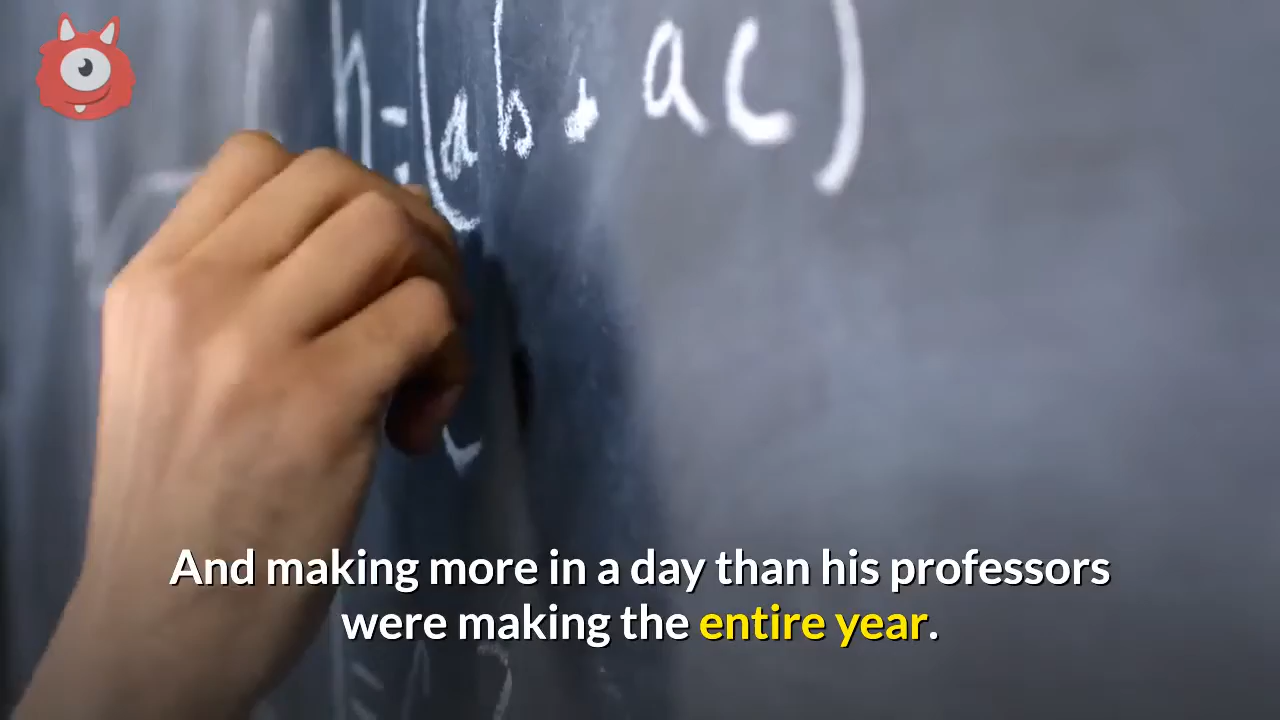 h=(ab • ac)
And making more in a day than his professors
were making the entire year.